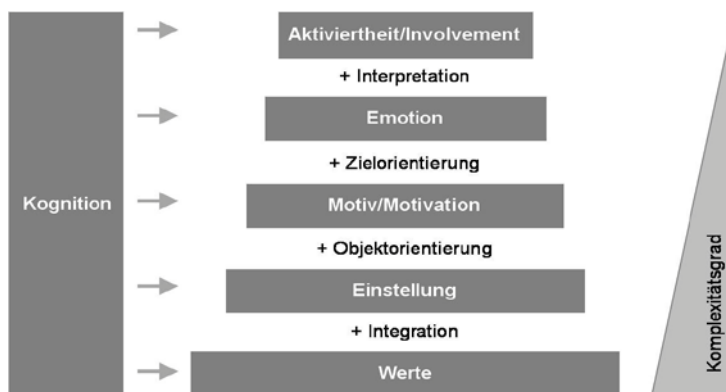 Aktiviertheit/Involvement
+ Interpretation
Emotion
+ Zielorientierung
Kognition
Motiv/Motivation
+ Objektorientierung
Einstellung
+ Integration
Werte
Komplexitätsgrad